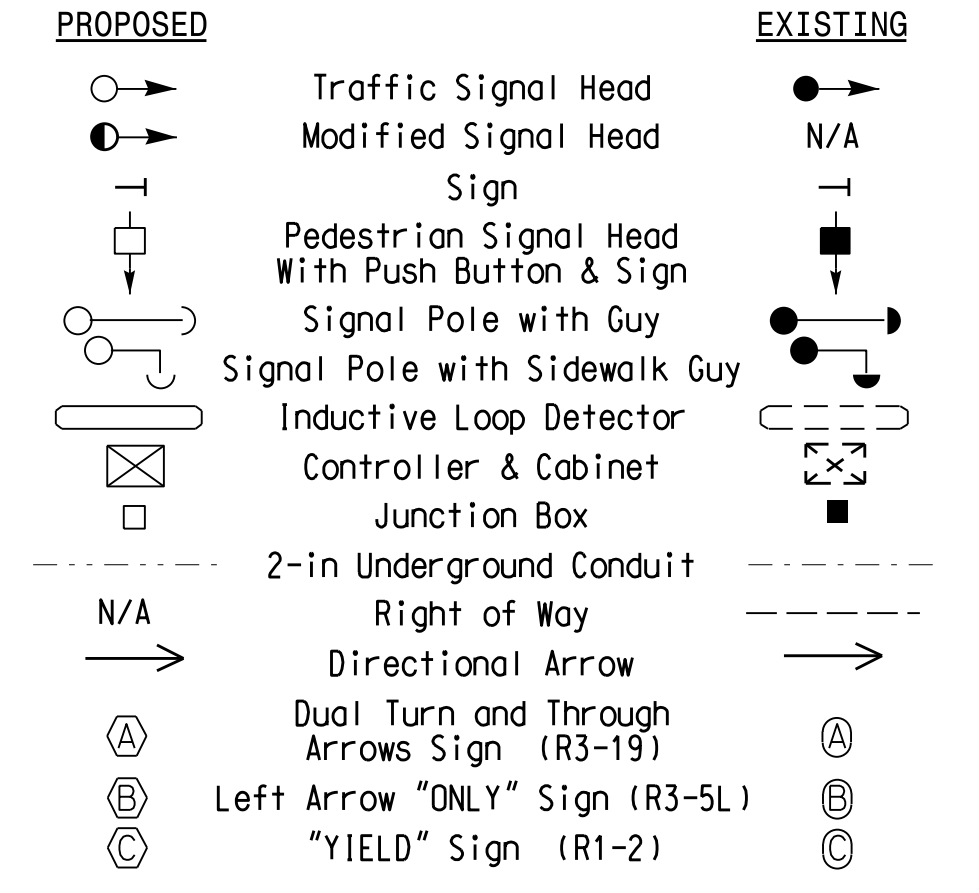 PROPOSED EXISTING
Traffic Signal Head
Modified Signal Head N/A
Sign
Pedestrian Signal Head
With Push Button & Sign
Signal Pole with Guy
Signal Pole with Sidewalk Guy
Inductive Loop Detector
Controller & Cabinet
Junction Box
2-in Underground Conduit
N/A Right of Way
Directional Arrow
Dual Turn and Through
A Arrows Sign (R3-19) A
B Left Arrow "ONLY" Sign (R3-5L) B
C "YIELD" Sign (R1-2) C